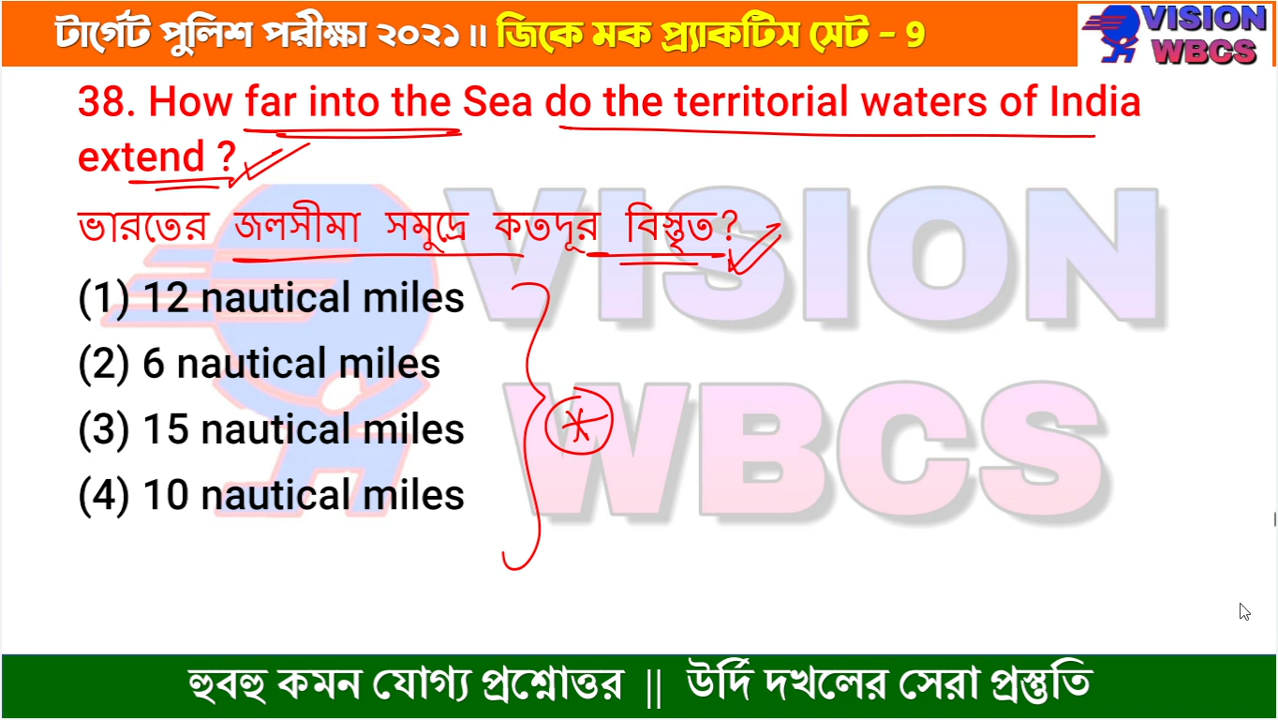 টার্গেট পুলিশ পরীক্ষা ২০২১ ॥ জিকে মক প্র্যাকটিস সেট - 9
VISION
WBCS
38. How far into the Sea do the territorial waters of India
extend ?
ভারতের জলসীমা সমুদ্রে কতদূর বিস্তৃত?
(1) 12 nautical miles
(2) 6 nautical miles
(3) 15 nautical miles
(4) 10 nautical miles
VISION
WBCS
হুবহু কমন যোগ্য প্রশ্নোত্তর || উর্দি দখলের সেরা প্রস্তুতি